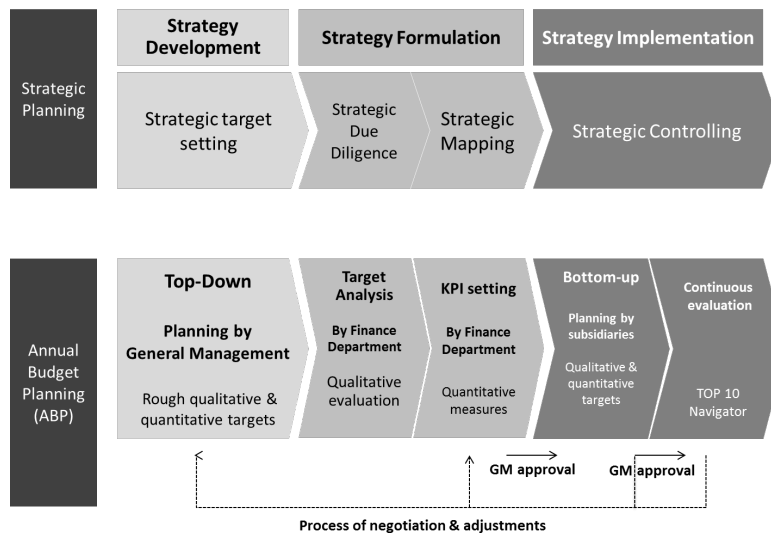 Strategy
Development
Strategy Formulation
Strategy Implementation
Strategic
Planning
Strategic target
setting
Strategic
Due
Diligence
Strategic
Mapping
Strategic Controlling
Annual
Budget
Planning
(ABP)
Top-Down
Planning by
General Management
Rough qualitative &
quantitative targets
Target
Analysis
By Finance
Department
Qualitative
evaluation
KPI setting
By Finance
Department
Quantitative
measures
Bottom-up
Planning by
subsidiaries
Qualitative &
quantitative
targets
Continuous
evaluation
TOP 10
Navigator
GM approval
GM approval
Process of negotiation & adjustments